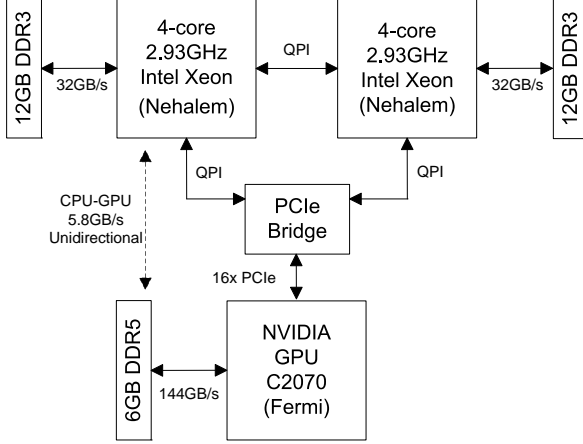 12GB DDR3
32GB/s
4-core
2.93GHz
Intel Xeon
(Nehalem)
QPI
4-core
2.93GHz
Intel Xeon
(Nehalem)
32GB/s
12GB DDR3
CPU-GPU
5.8GB/s
Unidirectional
QPI
PCIe
Bridge
QPI
16x PCIe
6GB DDR5
144GB/s
NVIDIA
GPU
C2070
(Fermi)